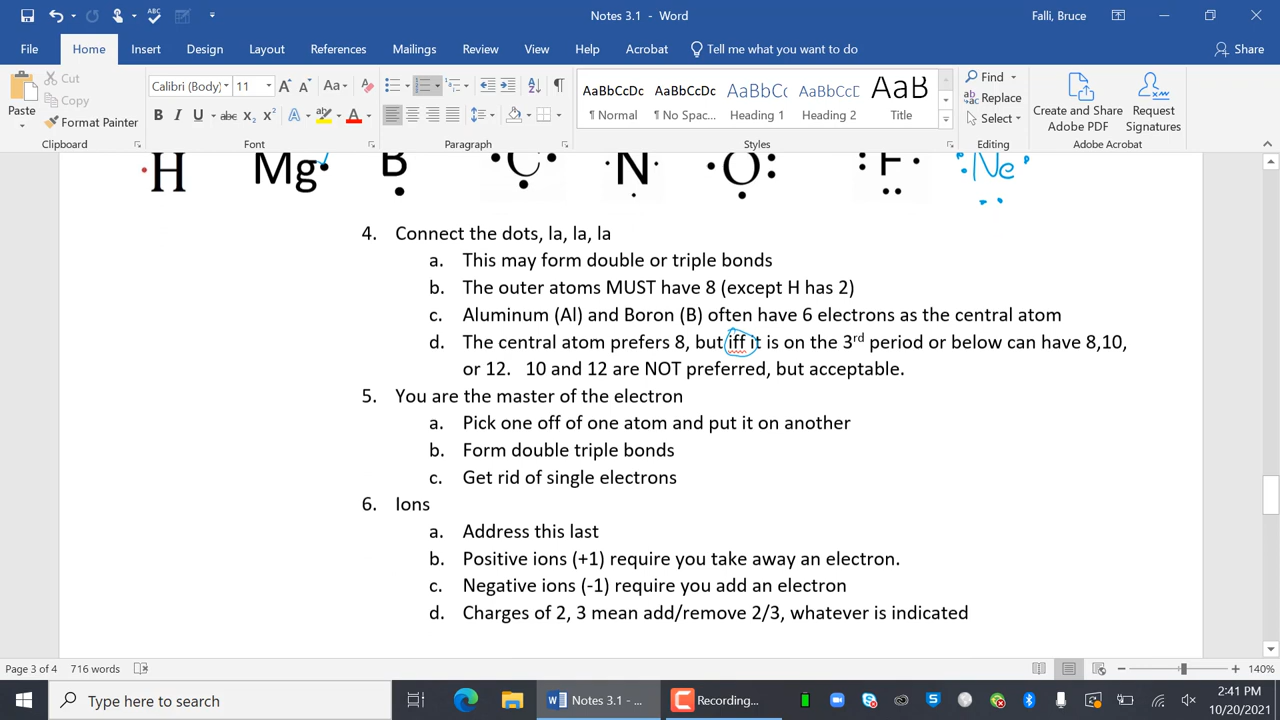 Notes 3.1 - Word
Falli, Bruce
File Home Insert Design Layout References Mailings Review View Help Acrobat Tell me what you want to do Share
Paste
Cut
Copy
Format Painter
Calibri (Body) 11 Aa
B I U abc X2 X2 A A
AaBbCcDc AaBbCcDc AaBbCc AaBbCcD AaB
¶ Normal ¶ No Spac... Heading 1 Heading 2 Title
Find
Replace
Select
Create and Share Adobe PDF
Request Signatures
Clipboard Font Paragraph Styles Editing Adobe Acrobat
H Mg B C N O F Ne
4. Connect the dots, la, la, la
a. This may form double or triple bonds
b. The outer atoms MUST have 8 (except H has 2)
c. Aluminum (Al) and Boron (B) often have 6 electrons as the central atom
d. The central atom prefers 8, but iff it is on the 3rd period or below can have 8,10,
or 12. 10 and 12 are NOT preferred, but acceptable.
5. You are the master of the electron
a. Pick one off of one atom and put it on another
b. Form double triple bonds
c. Get rid of single electrons
6. Ions
a. Address this last
b. Positive ions (+1) require you take away an electron.
c. Negative ions (-1) require you add an electron
d. Charges of 2, 3 mean add/remove 2/3, whatever is indicated
Page 3 of 4 716 words 140%
Type here to search
Notes 3.1 - ...
Recording...
2:41 PM
10/20/2021